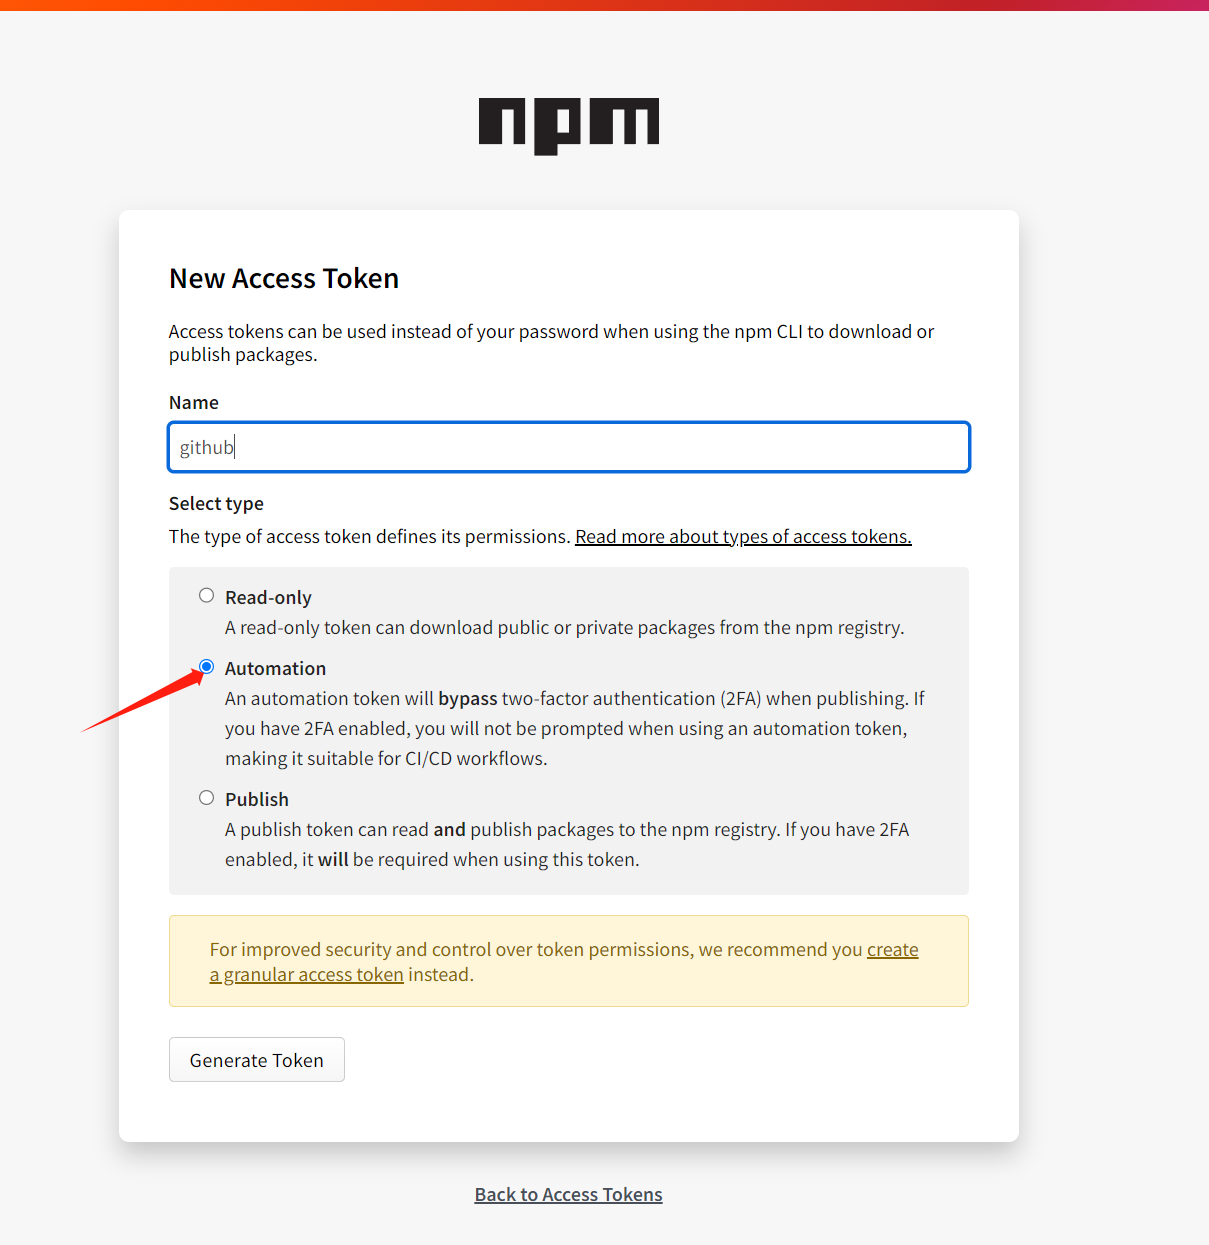 npm
New Access Token
Access tokens can be used instead of your password when using the npm CLI to download or
publish packages.
Name
github
Select type
The type of access token defines its permissions. Read more about types of access tokens.
Read-only
A read-only token can download public or private packages from the npm registry.
Automation
An automation token will bypass two-factor authentication (2FA) when publishing. If
you have 2FA enabled, you will not be prompted when using an automation token,
making it suitable for CI/CD workflows.
Publish
A publish token can read and publish packages to the npm registry. If you have 2FA
enabled, it will be required when using this token.
For improved security and control over token permissions, we recommend you create
a granular access token instead.
Generate Token
Back to Access Tokens